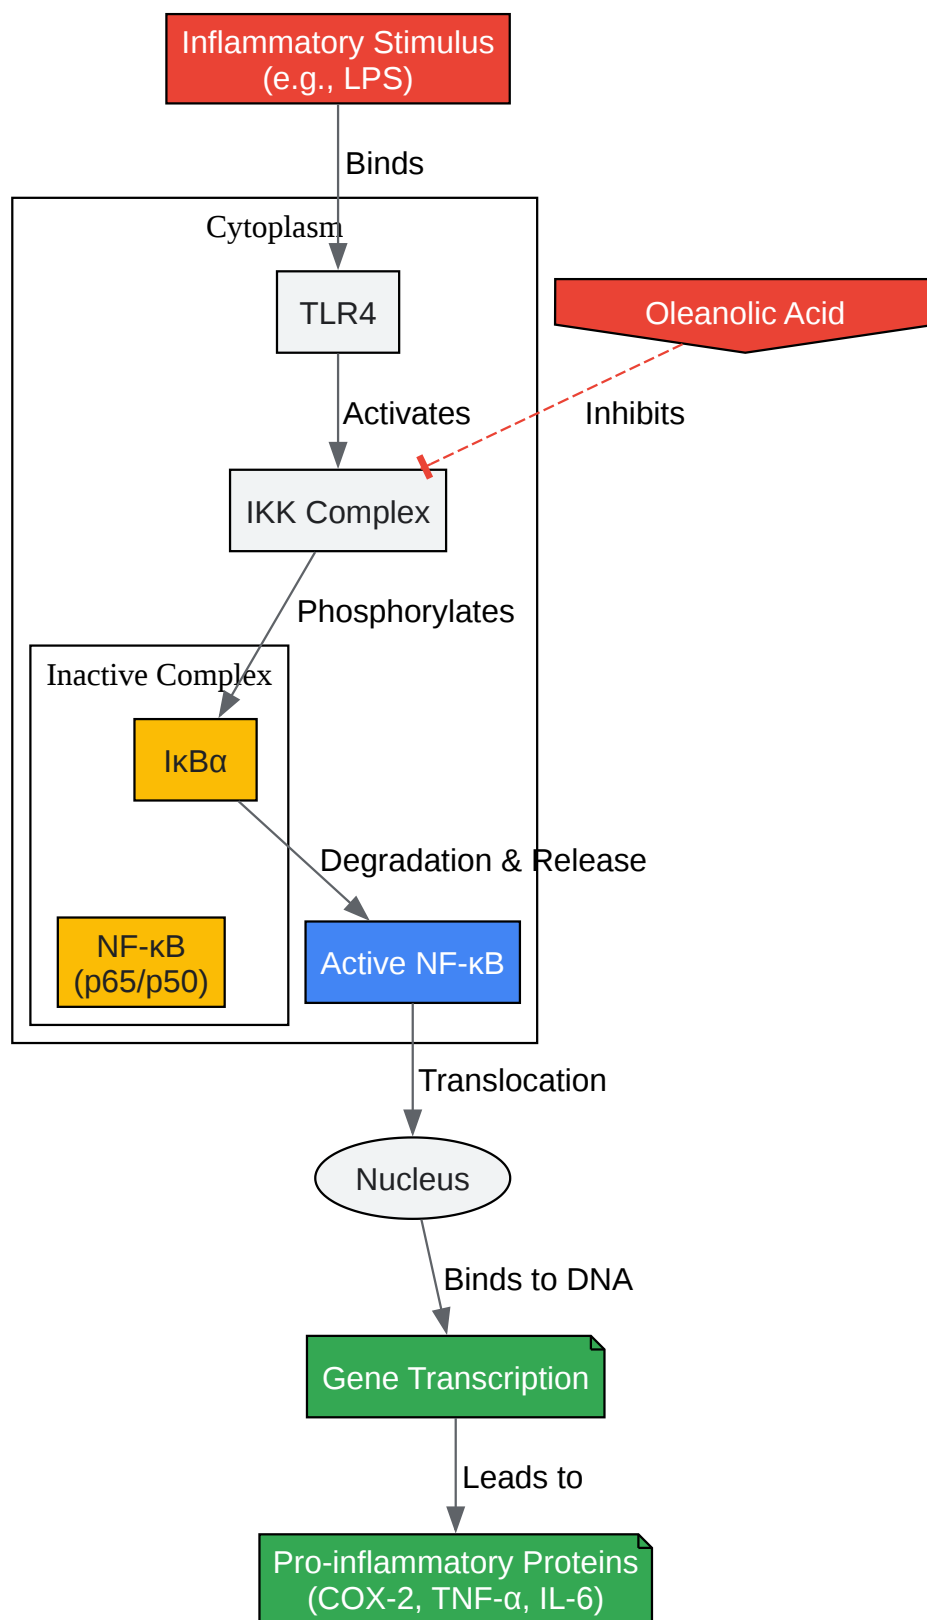 Inflammatory Stimulus
(e.g., LPS)
Binds
Cytoplasm
TLR4
Oleanolic Acid
Activates
Inhibits
IKK Complex
Phosphorylates
Inactive Complex
IκBα
Degradation & Release
NF-κB
(p65/p50)
Active NF-κB
Translocation
Nucleus
Binds to DNA
Gene Transcription
Leads to
Pro-inflammatory Proteins
(COX-2, TNF-α, IL-6)